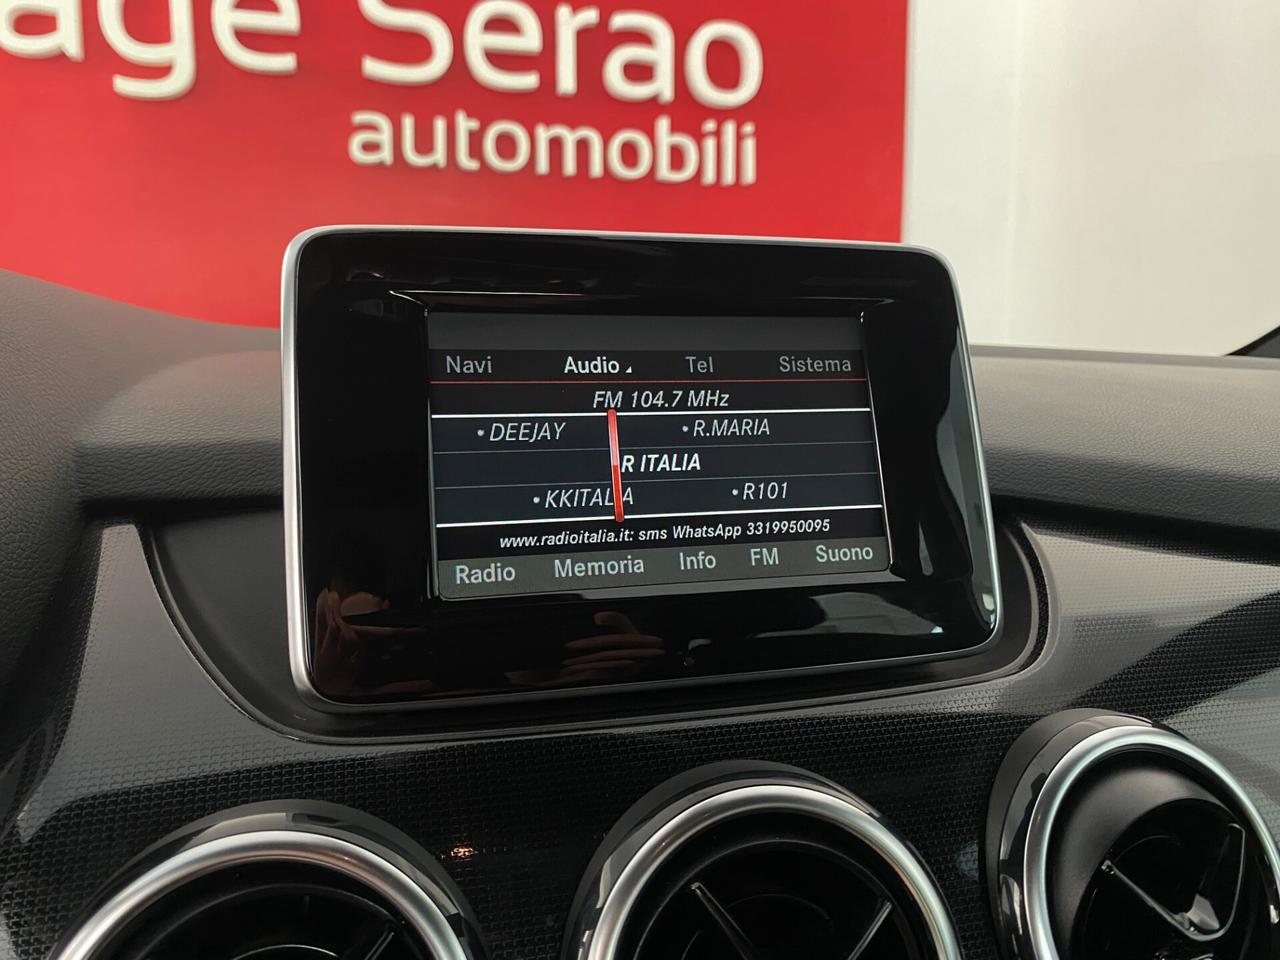 age Serao
automobili
Navi Audio Tel Sistema
FM 104.7 MHz
• DEEJAY • R.MARIA
R ITALIA
• KKITALIA • R101
www.radioitalia.it: sms WhatsApp 3319950095
Radio Memoria Info FM Suono